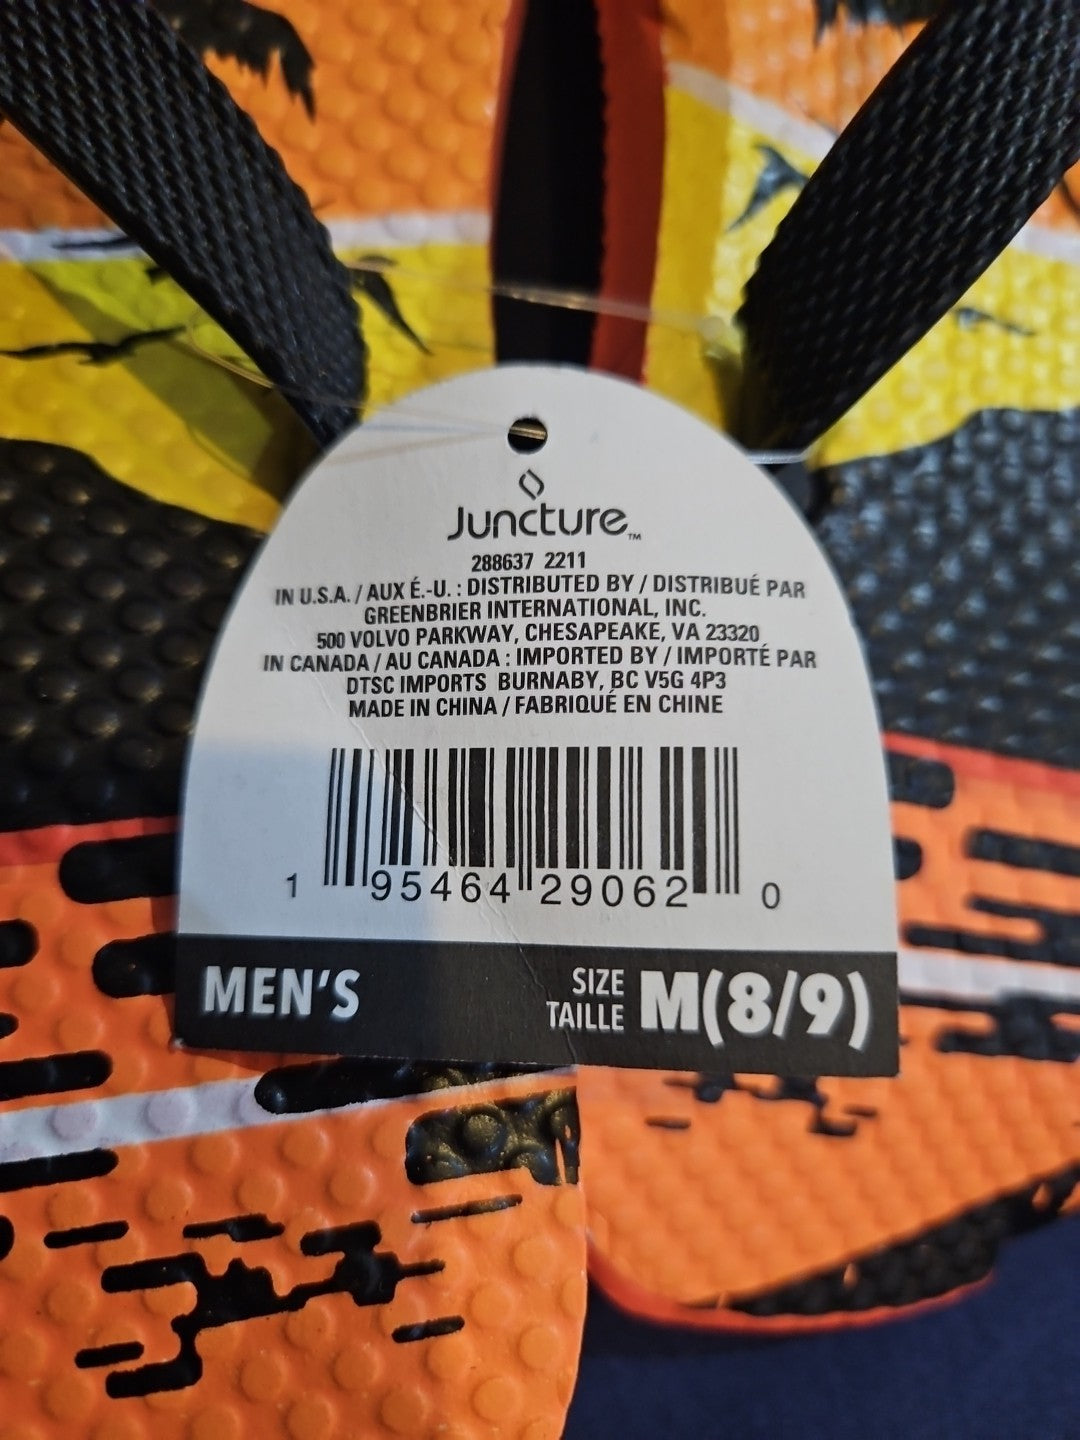 Juncture™
288637 2211
IN U.S.A. / AUX É.-U. : DISTRIBUTED BY / DISTRIBUÉ PAR
GREENBRIER INTERNATIONAL, INC.
500 VOLVO PARKWAY, CHESAPEAKE, VA 23320
IN CANADA / AU CANADA : IMPORTED BY / IMPORTÉ PAR
DTSC IMPORTS BURNABY, BC V5G 4P3
MADE IN CHINA / FABRIQUÉ EN CHINE
1 95464 29062 0
MEN'S
SIZE
TAILLE
M(8/9)